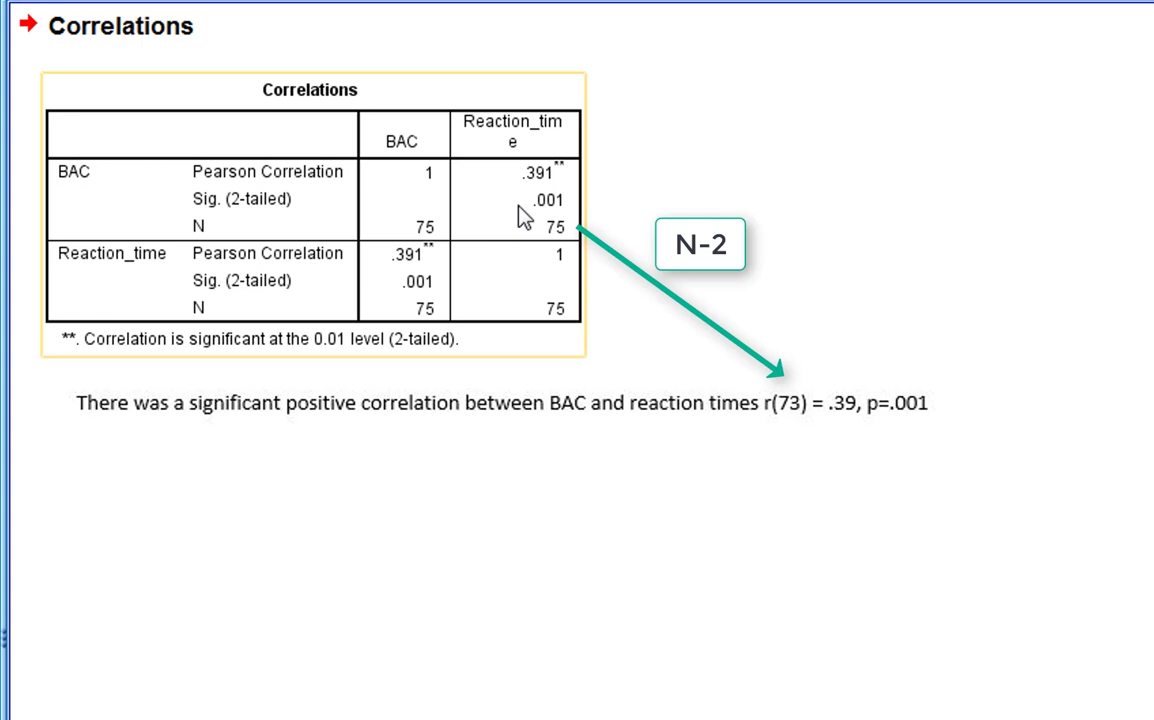 Correlations
Correlations
BAC Reaction_tim
e
BAC Pearson Correlation 1 .391**
Sig. (2-tailed) .001
N 75 75
Reaction_time Pearson Correlation .391** 1
Sig. (2-tailed) .001
N 75 75
**. Correlation is significant at the 0.01 level (2-tailed).
N-2
There was a significant positive correlation between BAC and reaction times r(73) = .39, p=.001